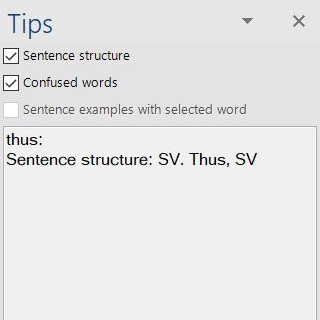 Tips
Sentence structure
Confused words
Sentence examples with selected word
thus:
Sentence structure: SV. Thus, SV